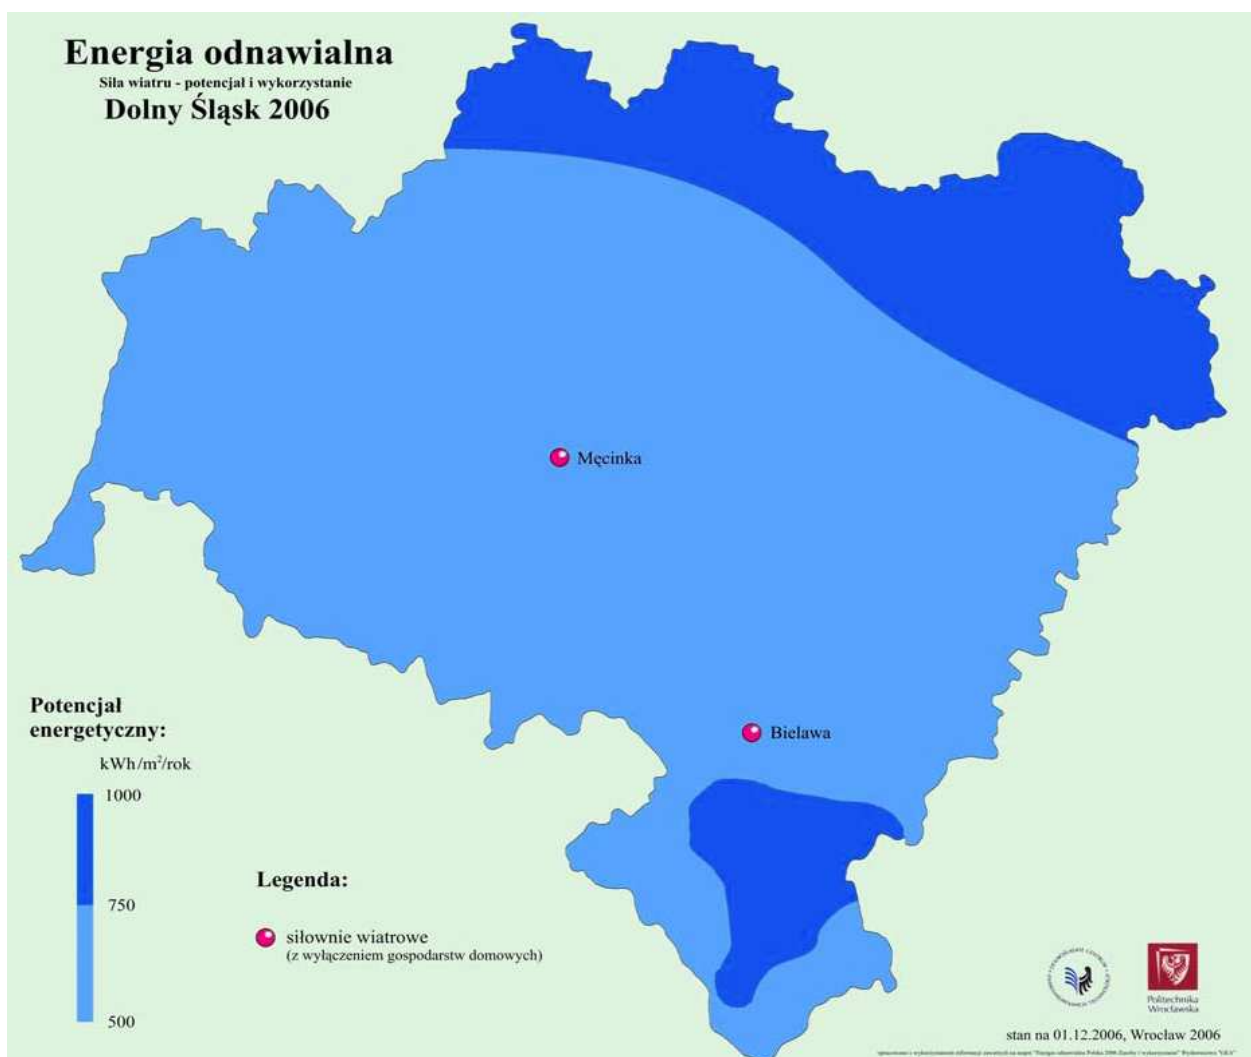 Energia odnawialna
Siła wiatru - potencjał i wykorzystanie
Dolny Śląsk 2006
Męcinka
Bielawa
Potencjał
energetyczny:
kWh/m²/rok
1000
750
500
Legenda:
siłownie wiatrowe
(z wyłączeniem gospodarstw domowych)
Politechnika
Wrocławska
stan na 01.12.2006, Wrocław 2006